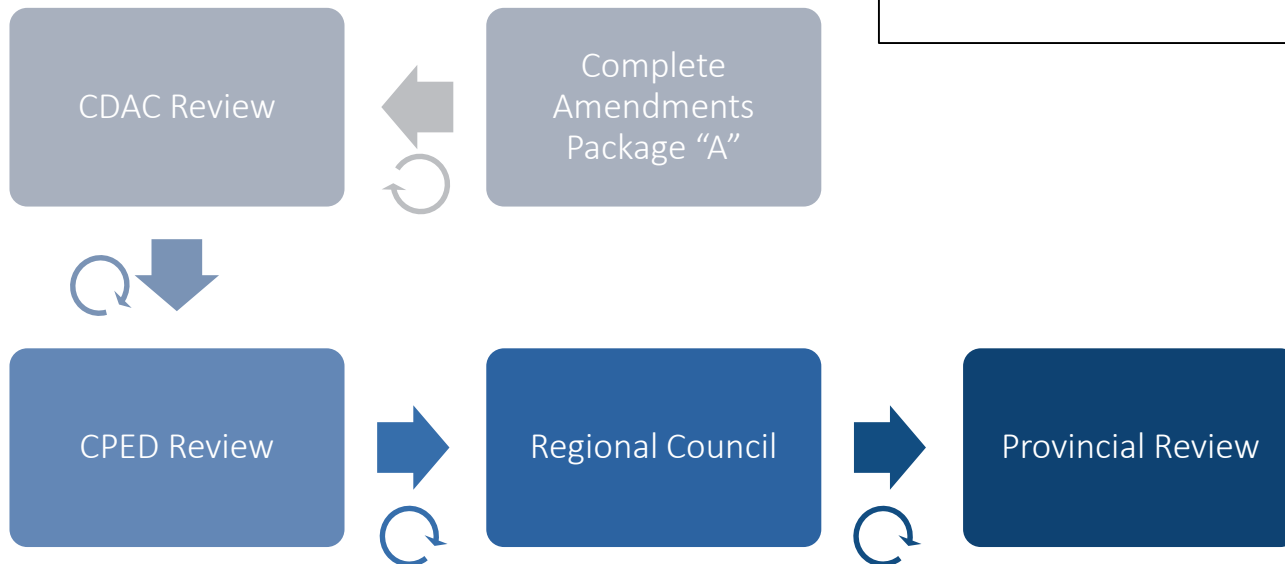 CDAC Review
Complete
Amendments
Package “A”
CPED Review
Regional Council
Provincial Review